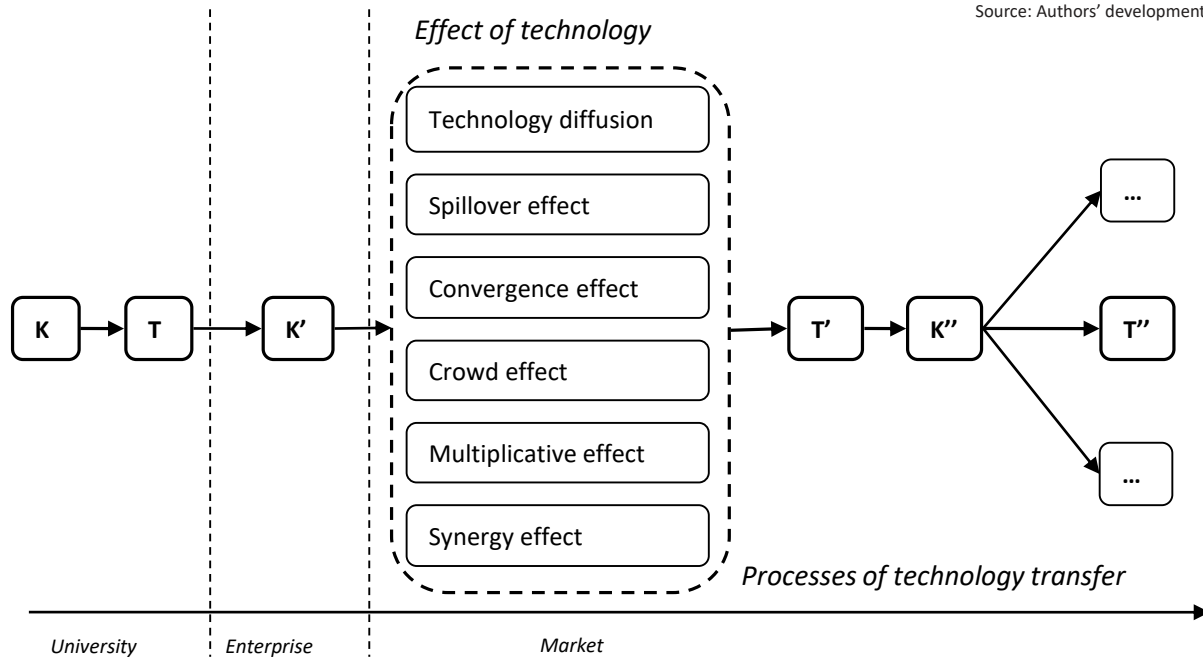 Source: Authors’ development
Effect of technology
Technology diffusion
Spillover effect
Convergence effect
Crowd effect
Multiplicative effect
Synergy effect
K
T
K'
T'
K''
...
T''
...
Processes of technology transfer
University
Enterprise
Market